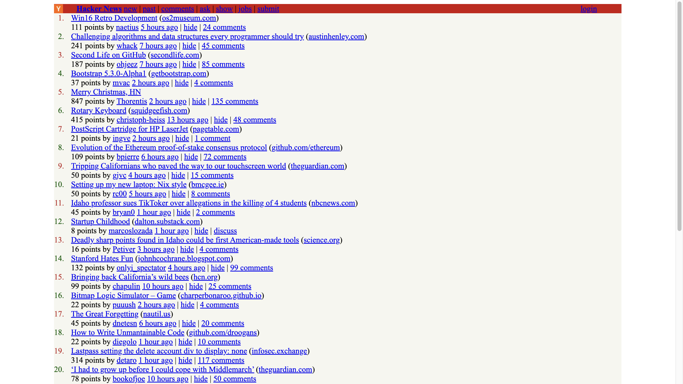 Y Hacker News new | past | comments | ask | show | jobs | submit login
1. Win16 Retro Development (os2museum.com)
111 points by naetius 5 hours ago | hide | 24 comments
2. Challenging algorithms and data structures every programmer should try (austinhenley.com)
241 points by whack 7 hours ago | hide | 45 comments
3. Second Life on GitHub (secondlife.com)
187 points by ohjeez 7 hours ago | hide | 85 comments
4. Bootstrap 5.3.0-Alpha1 (getbootstrap.com)
37 points by mvac 2 hours ago | hide | 4 comments
5. Merry Christmas, HN
847 points by Thorentis 2 hours ago | hide | 135 comments
6. Rotary Keyboard (squidgeefish.com)
415 points by christoph-heiss 13 hours ago | hide | 48 comments
7. PostScript Cartridge for HP LaserJet (pagetable.com)
21 points by ingve 2 hours ago | hide | 1 comment
8. Evolution of the Ethereum proof-of-stake consensus protocol (github.com/ethereum)
109 points by bpierre 6 hours ago | hide | 72 comments
9. Tripping Californians who paved the way to our touchscreen world (theguardian.com)
50 points by giyc 4 hours ago | hide | 15 comments
10. Setting up my new laptop: Nix style (bmcgee.ie)
50 points by rc00 5 hours ago | hide | 8 comments
11. Idaho professor sues TikToker over allegations in the killing of 4 students (nbcnews.com)
45 points by bryan0 1 hour ago | hide | 2 comments
12. Startup Childhood (dalton.substack.com)
8 points by marcoslozada 1 hour ago | hide | discuss
13. Deadly sharp points found in Idaho could be first American-made tools (science.org)
16 points by Petiver 3 hours ago | hide | 4 comments
14. Stanford Hates Fun (johnhcochrane.blogspot.com)
132 points by onlyi_spectator 4 hours ago | hide | 99 comments
15. Bringing back California's wild bees (hcn.org)
99 points by chapulin 10 hours ago | hide | 25 comments
16. Bitmap Logic Simulator – Game (charperbonaroo.github.io)
22 points by puuush 2 hours ago | hide | 4 comments
17. The Great Forgetting (nautil.us)
45 points by dnetesn 6 hours ago | hide | 20 comments
18. How to Write Unmaintainable Code (github.com/droogans)
22 points by diegolo 1 hour ago | hide | 10 comments
19. Lastpass setting the delete account div to display: none (infosec.exchange)
314 points by detaro 1 hour ago | hide | 117 comments
20. ‘I had to grow up before I could cope with Middlemarch’ (theguardian.com)
78 points by bookofjoe 10 hours ago | hide | 50 comments